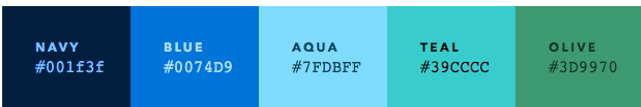 NAVY
#001f3f
BLUE
#0074D9
AQUA
#7FDBFF
TEAL
#39CCCC
OLIVE
#3D9970